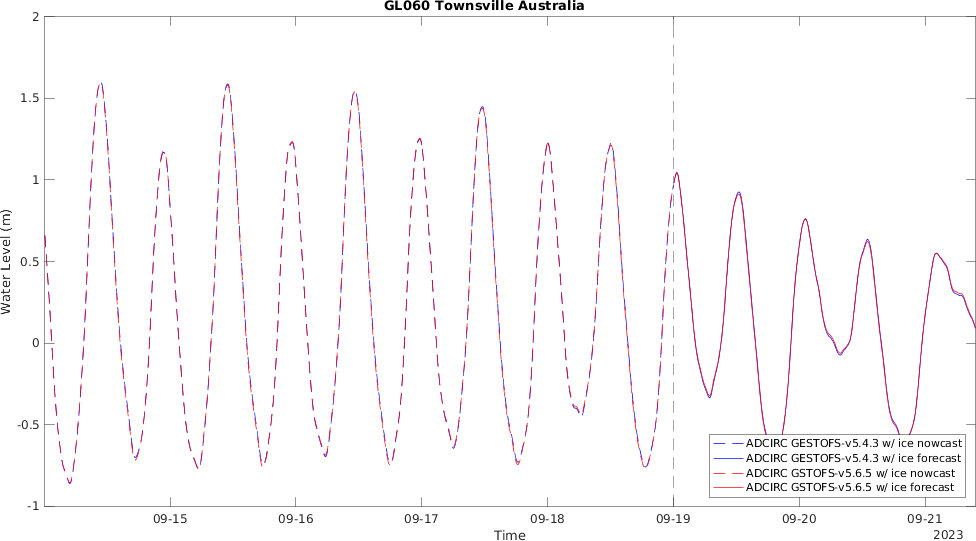 GL060 Townsville Australia
2
1.5
1
0.5
0
-0.5
-1
Water Level (m)
09-15 09-16 09-17 09-18 09-19 09-20 09-21
Time
2023
ADCIRC GESTOFS-v5.4.3 w/ ice nowcast
ADCIRC GESTOFS-v5.4.3 w/ ice forecast
ADCIRC GSTOFS-v5.6.5 w/ ice nowcast
ADCIRC GSTOFS-v5.6.5 w/ ice forecast